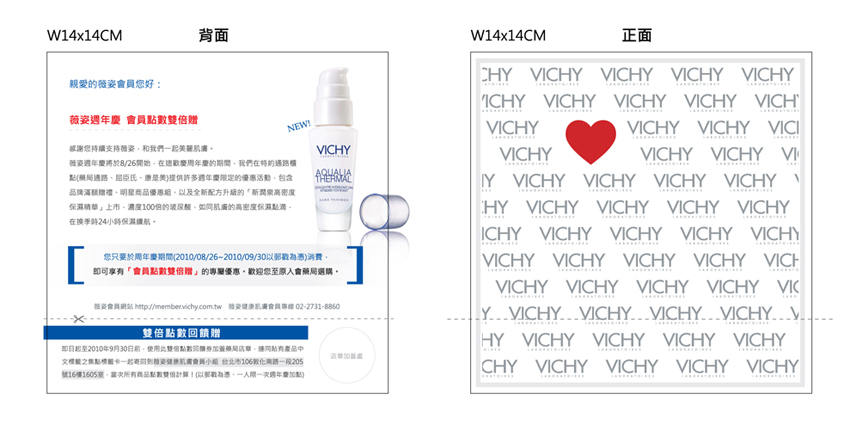 W14x14CM 背面
親愛的薇姿會員您好：
薇姿週年慶 會員點數雙倍贈
感謝您持續支持薇姿，和我們一起美麗肌膚。
薇姿週年慶將於8/26開始，在這歡慶周年慶的期間，我們在特約通路櫃
點(藥局通路、屈臣氏、康是美)提供許多週年慶限定的優惠活動，包含
品牌滿額贈禮、明星商品優惠組，以及全新配方升級的「新潤泉高密度
保濕精華」上市，濃度100倍的玻尿酸，如同肌膚的高密度保濕點滴，
在換季時24小時保濕續航。
NEW!
VICHY
LABORATOIRES
AQUALIA
THERMAL
您只要於周年慶期間(2010/08/26~2010/09/30以郵戳為憑)消費，
即可享有「會員點數雙倍贈」的專屬優惠。歡迎您至原入會藥局選購。
薇姿會員網站 http://member.vichy.com.tw 薇姿健康肌膚會員專線 02-2731-8860
雙倍點數回饋贈
即日起至2010年9月30日前，使用此雙倍點數回饋券加蓋藥局店章，連同貼有產品中
文標籤之集點標籤卡一起寄回到薇姿健康肌膚會員小組 台北市106敦化南路一段205
號16樓1605室，當次所有商品點數雙倍計算！(以郵戳為憑、一人限一次週年慶加點)
店章加蓋處
W14x14CM 正面
CHY VICHY VICHY VICHY VICHY
VICHY VICHY VICHY VICHY VICH
VICHY VICHY VICHY
VICHY VICHY VICHY VI
Y VICHY VICHY VICHY VICHY
HY VICHY VICHY VICHY VICHY
CHY VICHY VICHY VICHY VICHY
VICHY VICHY VICHY VICHY VICH
VICHY VICHY VICHY VICHY VIC
VICHY VICHY VICHY VICHY VI
HY VICHY VICHY VICHY VICHY
CHY VICHY VICHY VICHY VICHY